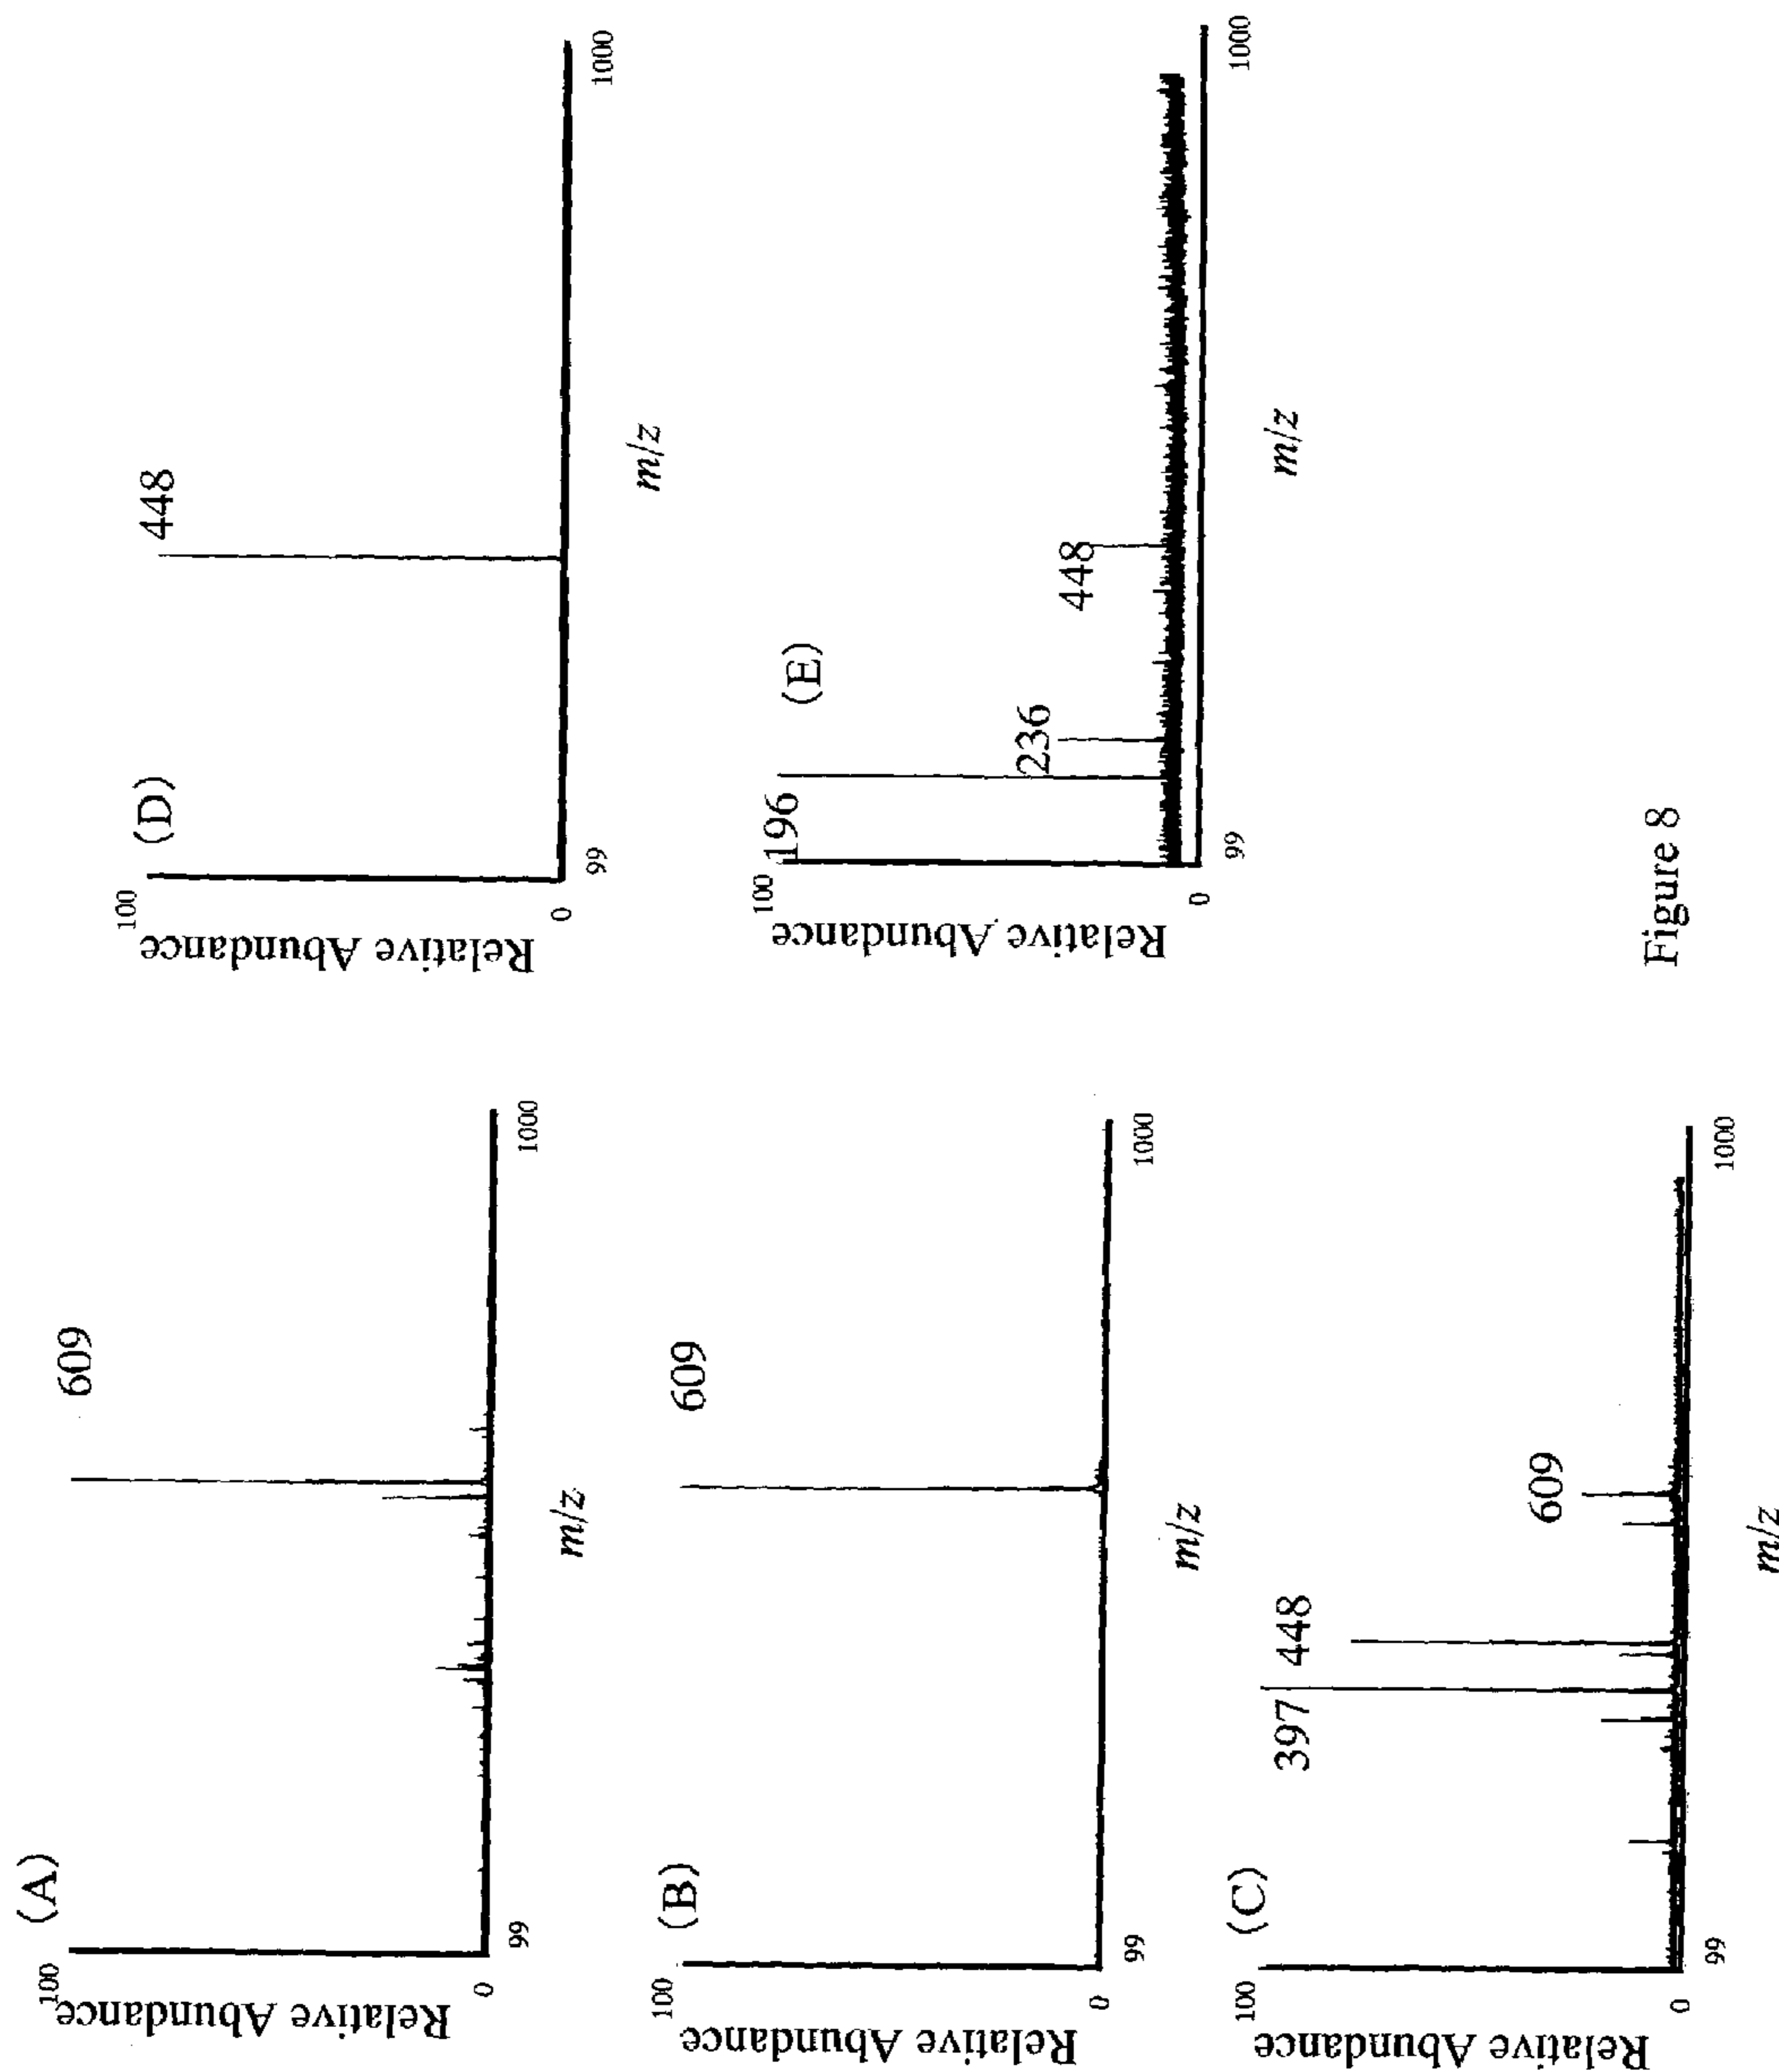 (A)
Relative Abundance
100
0
609
99
1000
m/z
(B)
Relative Abundance
100
0
609
99
1000
m/z
(C)
Relative Abundance
100
0
397
448
609
99
1000
m/z
(D)
Relative Abundance
100
0
448
99
1000
m/z
(E)
Relative Abundance
100
0
196
236
448
99
1000
m/z
Figure 8